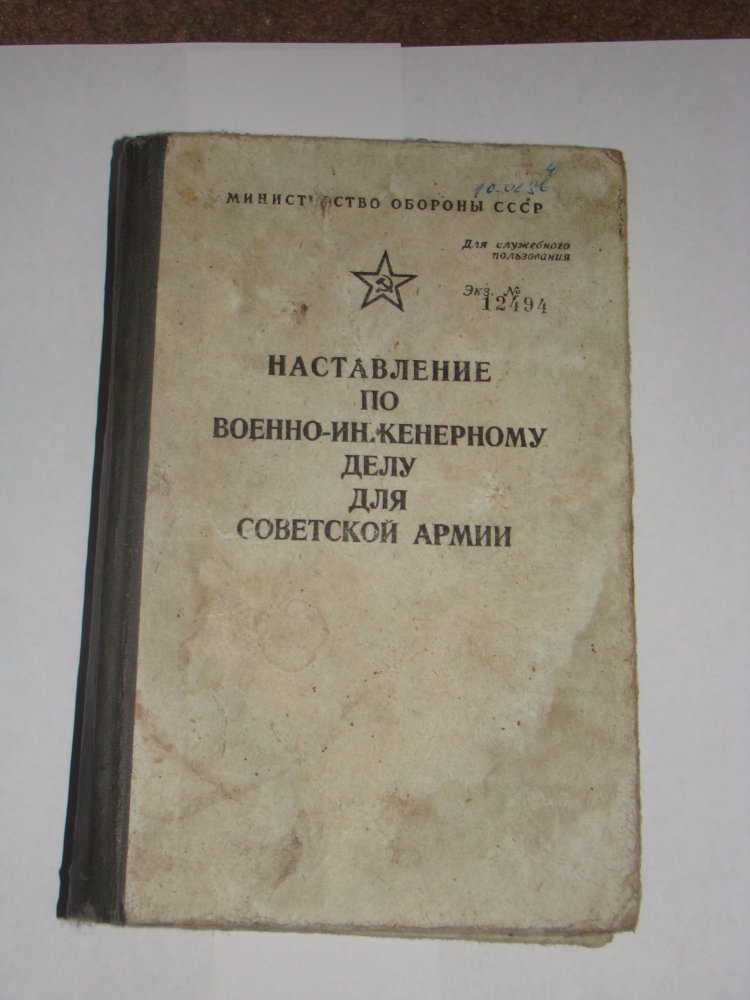 МИНИСТЕРСТВО ОБОРОНЫ СССР
Для служебного
пользования
Экз. №
12494
НАСТАВЛЕНИЕ
ПО
ВОЕННО-ИНЖЕНЕРНОМУ
ДЕЛУ
ДЛЯ
СОВЕТСКОЙ АРМИИ